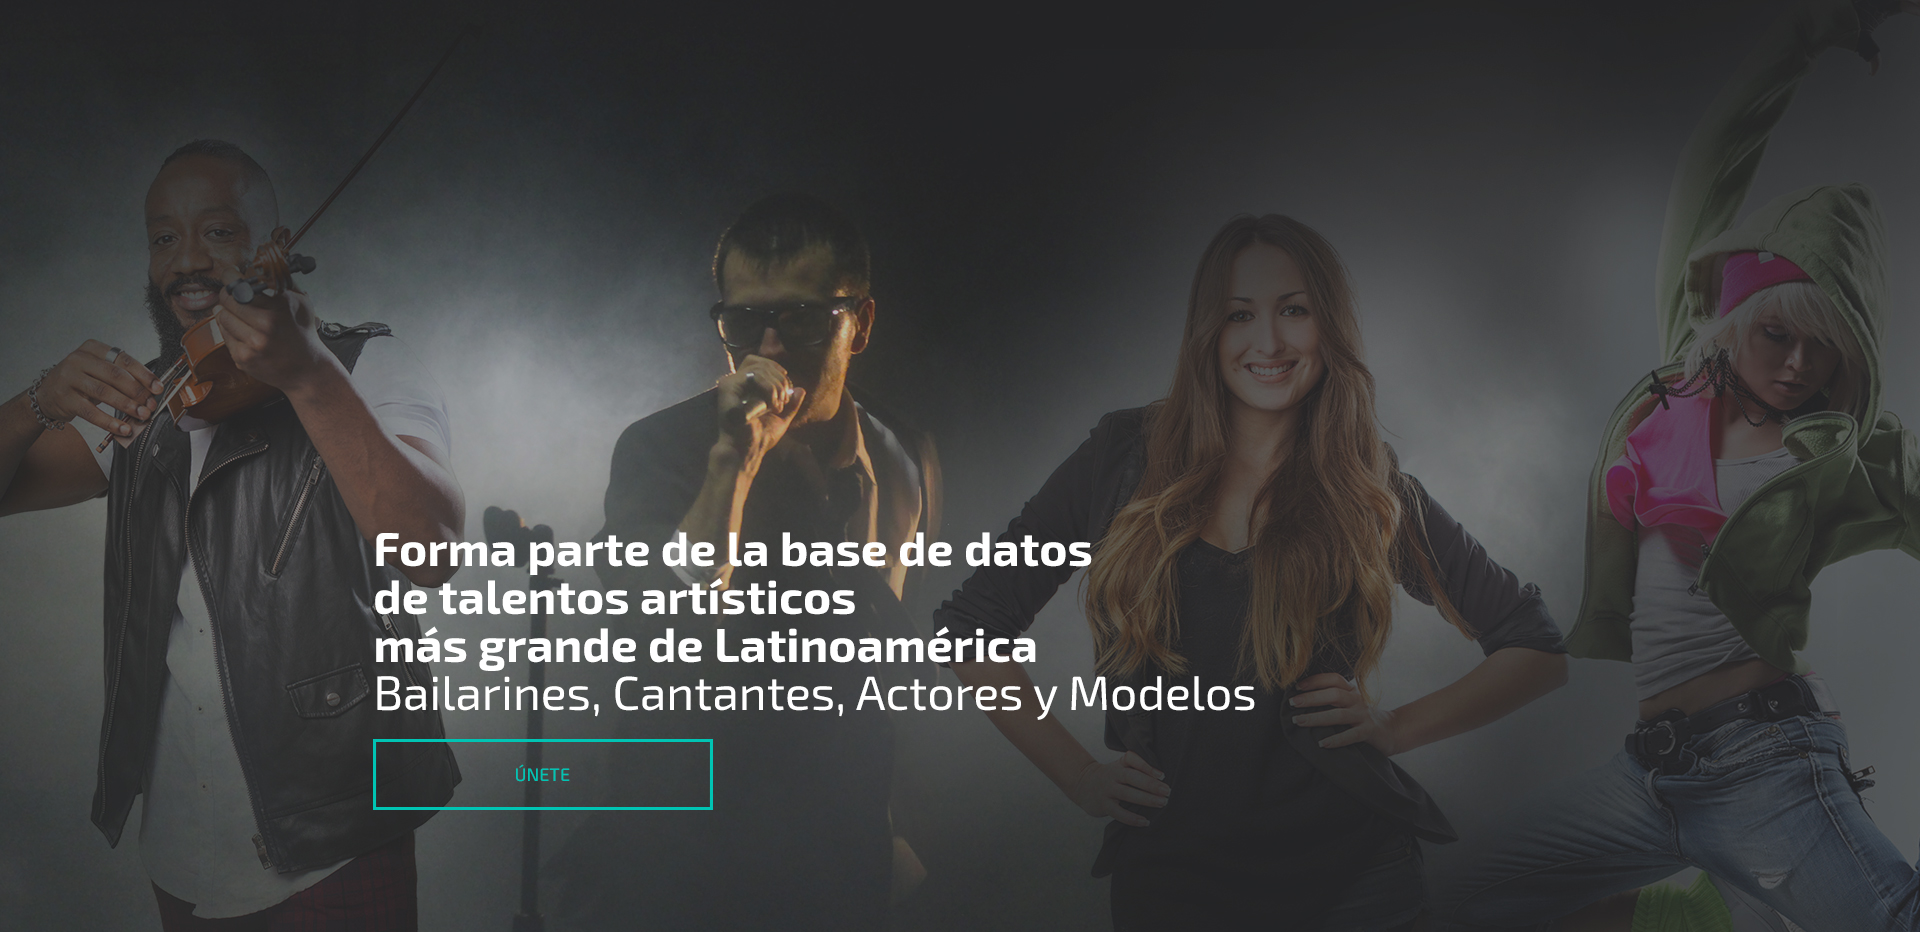 Forma parte de la base de datos
de talentos artísticos
más grande de Latinoamérica
Bailarines, Cantantes, Actores y Modelos
ÚNETE